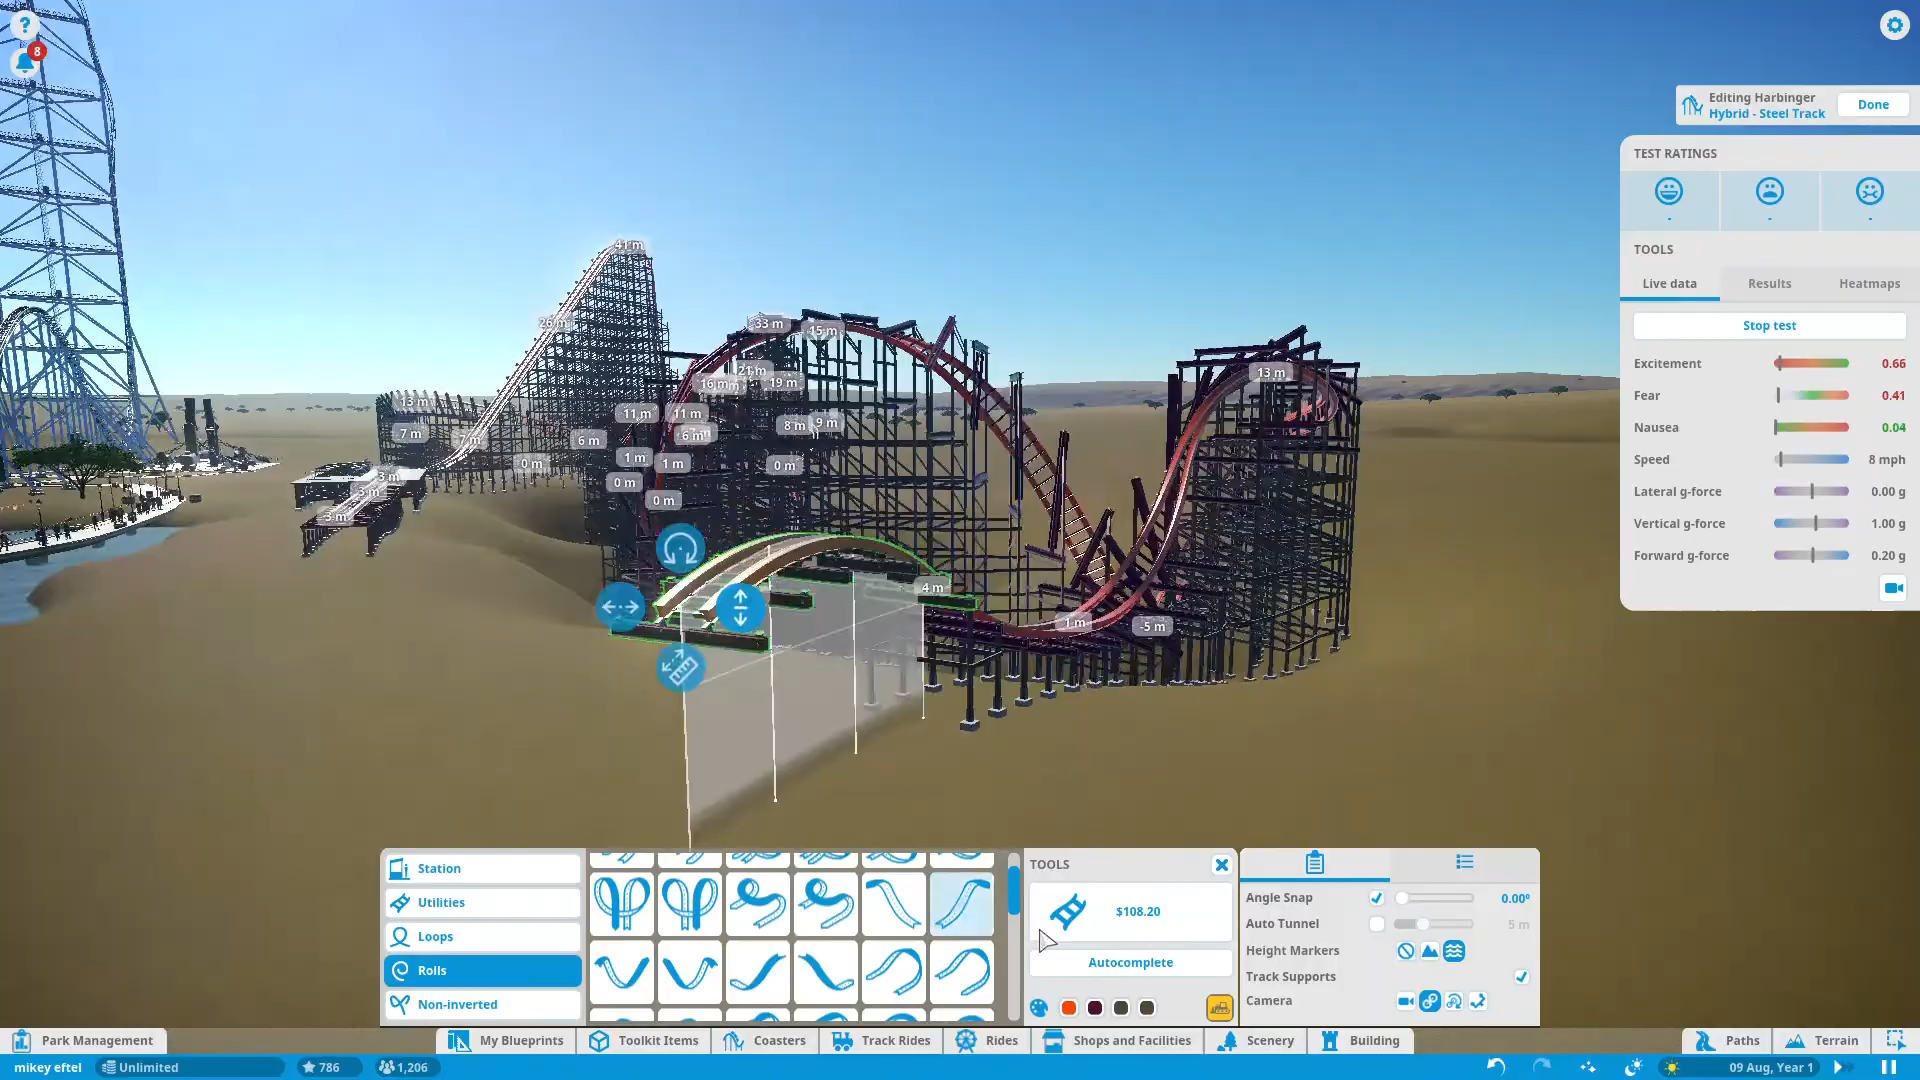 ?
8
Editing Harbinger
Hybrid - Steel Track
Done
TEST RATINGS
-
-
-
TOOLS
Live data
Results
Heatmaps
Stop test
Excitement
0.66
Fear
0.41
Nausea
0.04
Speed
8 mph
Lateral g-force
0.00 g
Vertical g-force
1.00 g
Forward g-force
0.20 g
41 m
26 m
33 m
15 m
21 m
16 m
19 m
13 m
13 m
11 m
11 m
7 m
7 m
6 m
6 m
8 m
9 m
0 m
1 m
1 m
0 m
0 m
0 m
3 m
3 m
3 m
4 m
1 m
-5 m
Station
Utilities
Loops
Rolls
Non-inverted
TOOLS
$108.20
Autocomplete
Angle Snap
0.00°
Auto Tunnel
5 m
Height Markers
Track Supports
Camera
Park Management
My Blueprints
Toolkit Items
Coasters
Track Rides
Rides
Shops and Facilities
Scenery
Building
Paths
Terrain
mikey eftel
Unlimited
786
1,206
09 Aug, Year 1